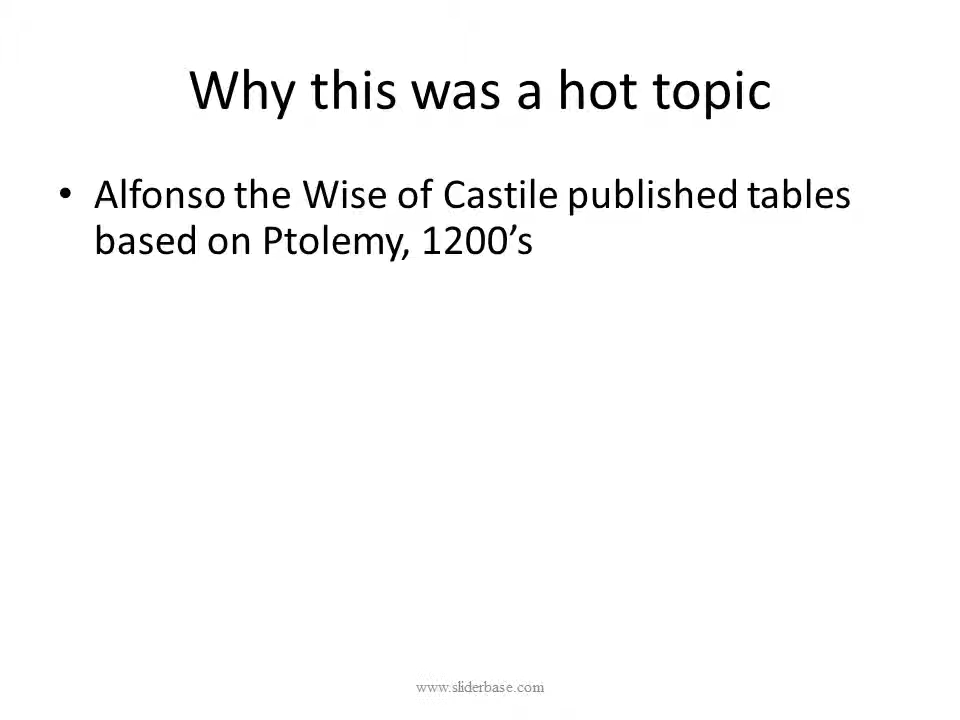 Why this was a hot topic
• Alfonso the Wise of Castile published tables
based on Ptolemy, 1200’s
www.sliderbase.com